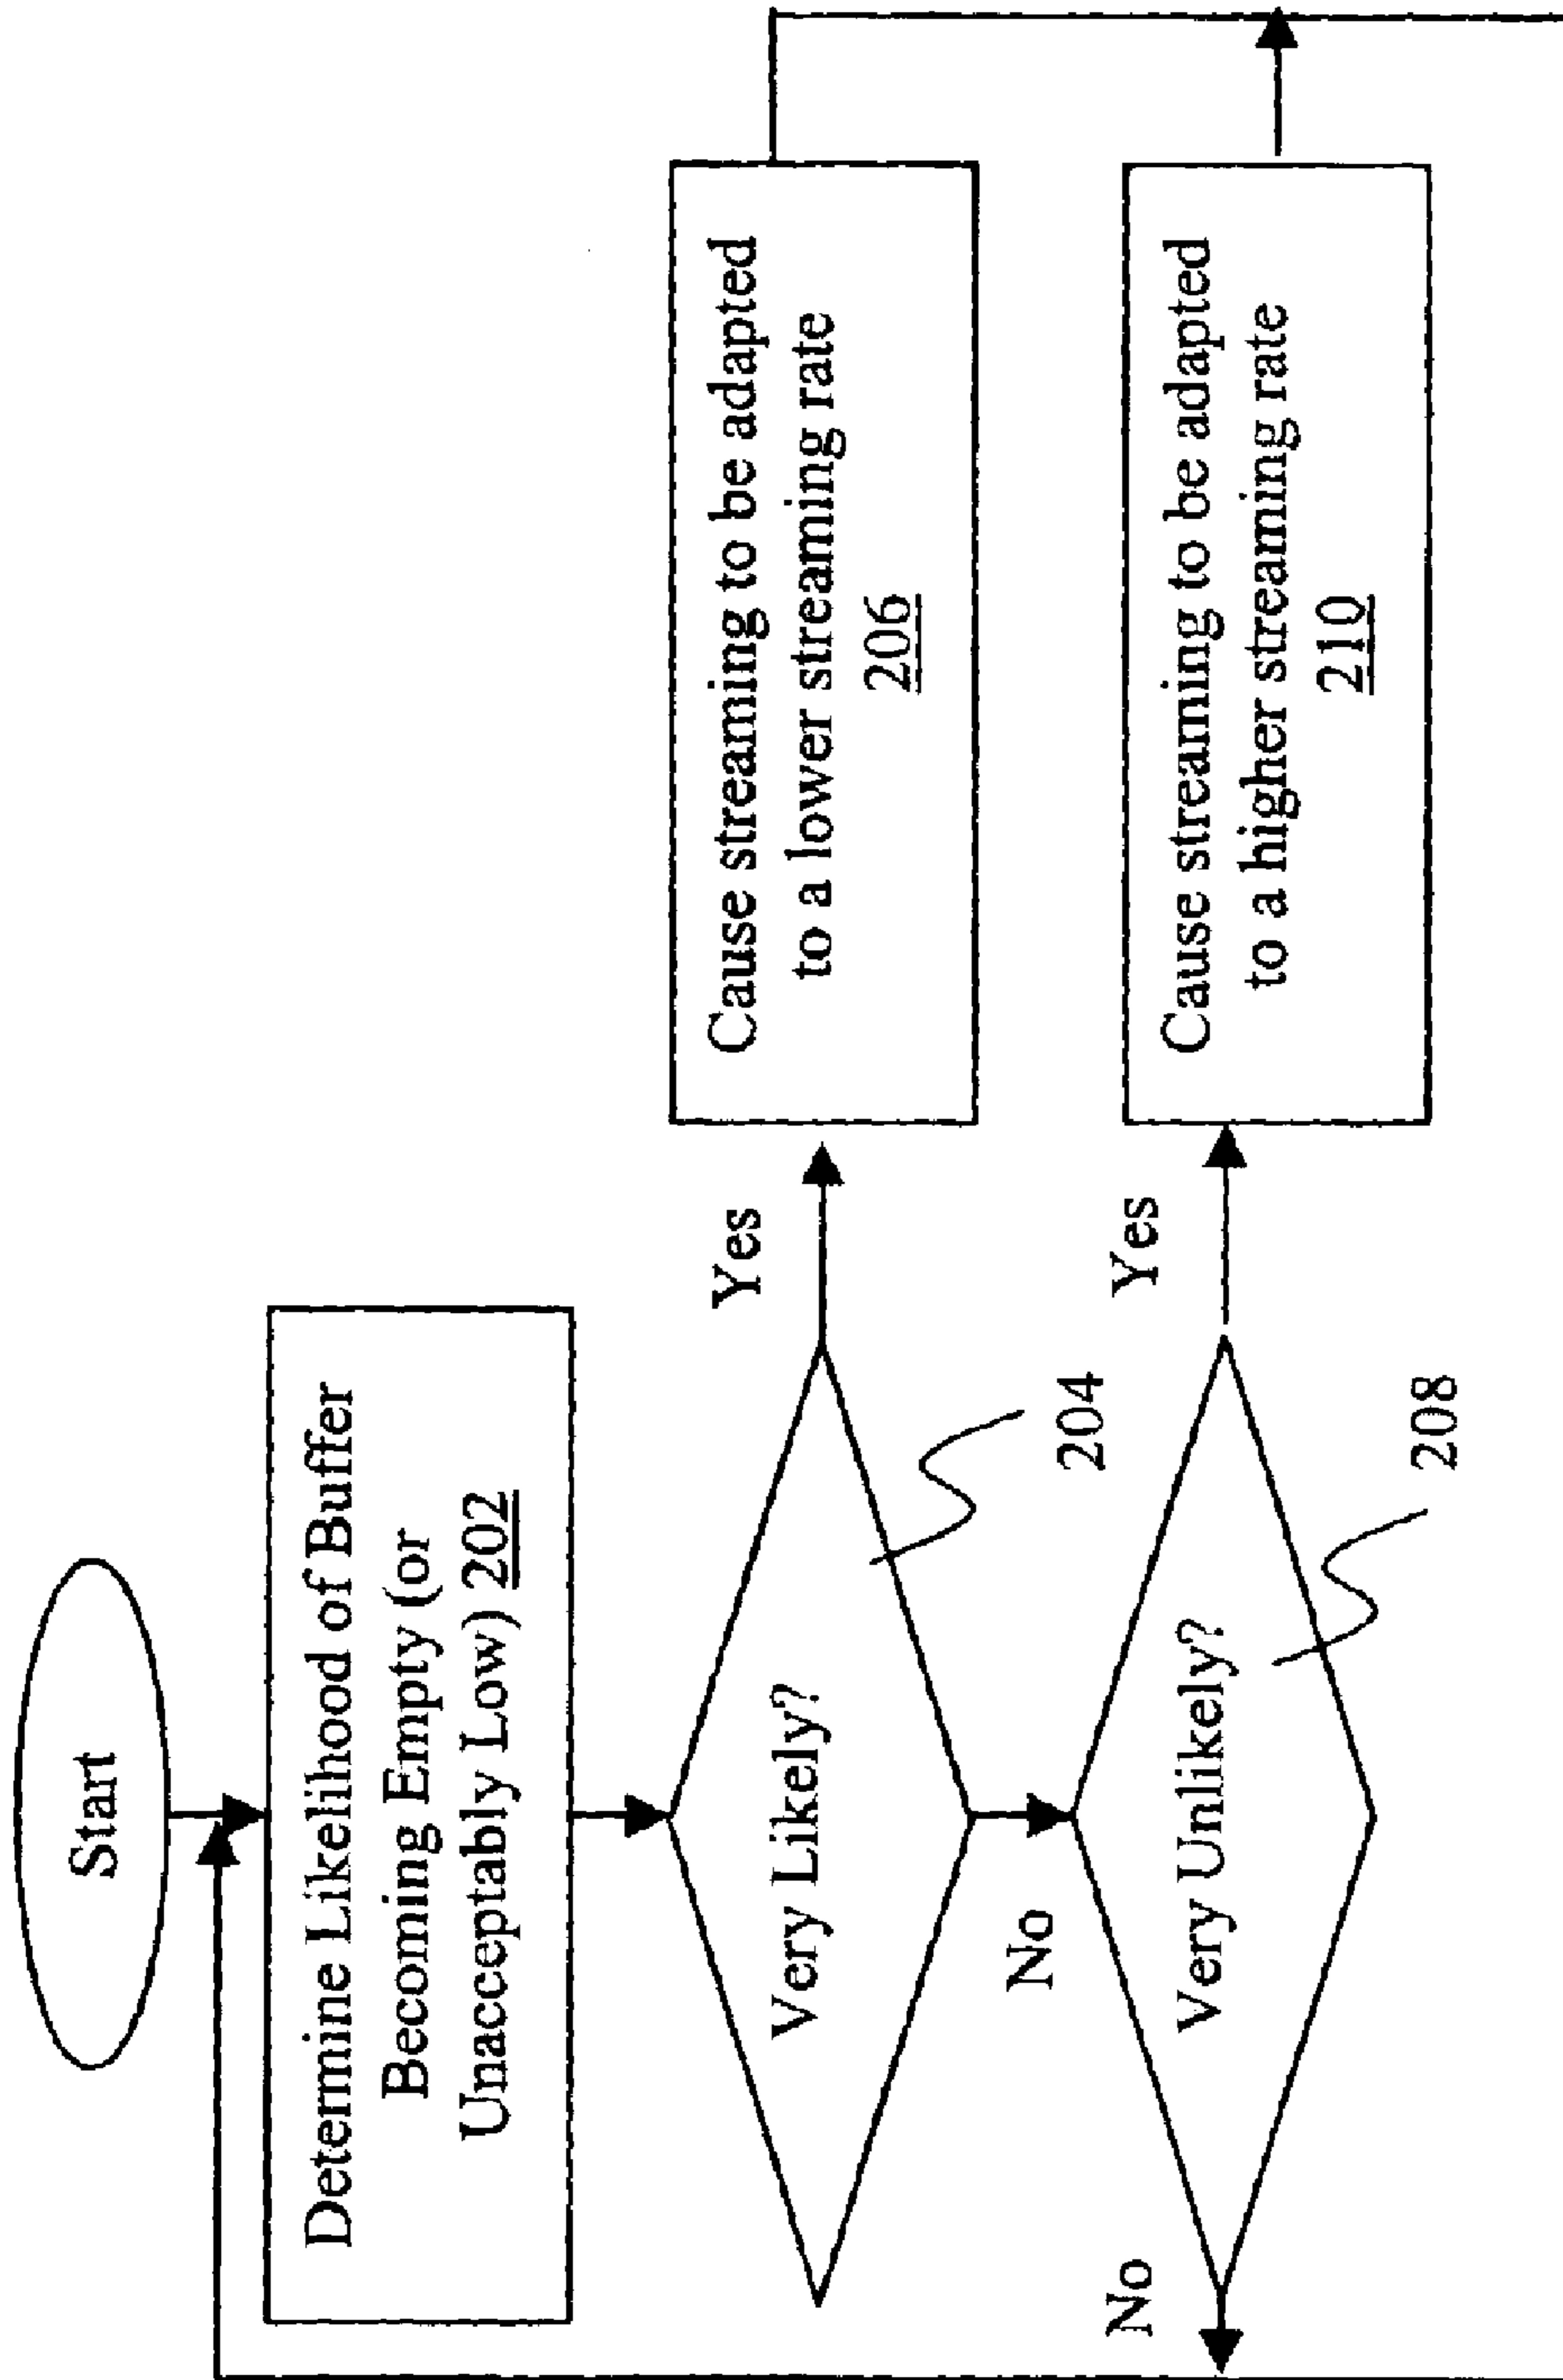 Start
Determine Likelihood of Buffer
Becoming Empty (or
Unacceptably Low) 202
Very Likely?
Yes
204
Cause streaming to be adapted
to a lower streaming rate
206
No
Very Unlikely?
Yes
208
Cause streaming to be adapted
to a higher streaming rate
210
No